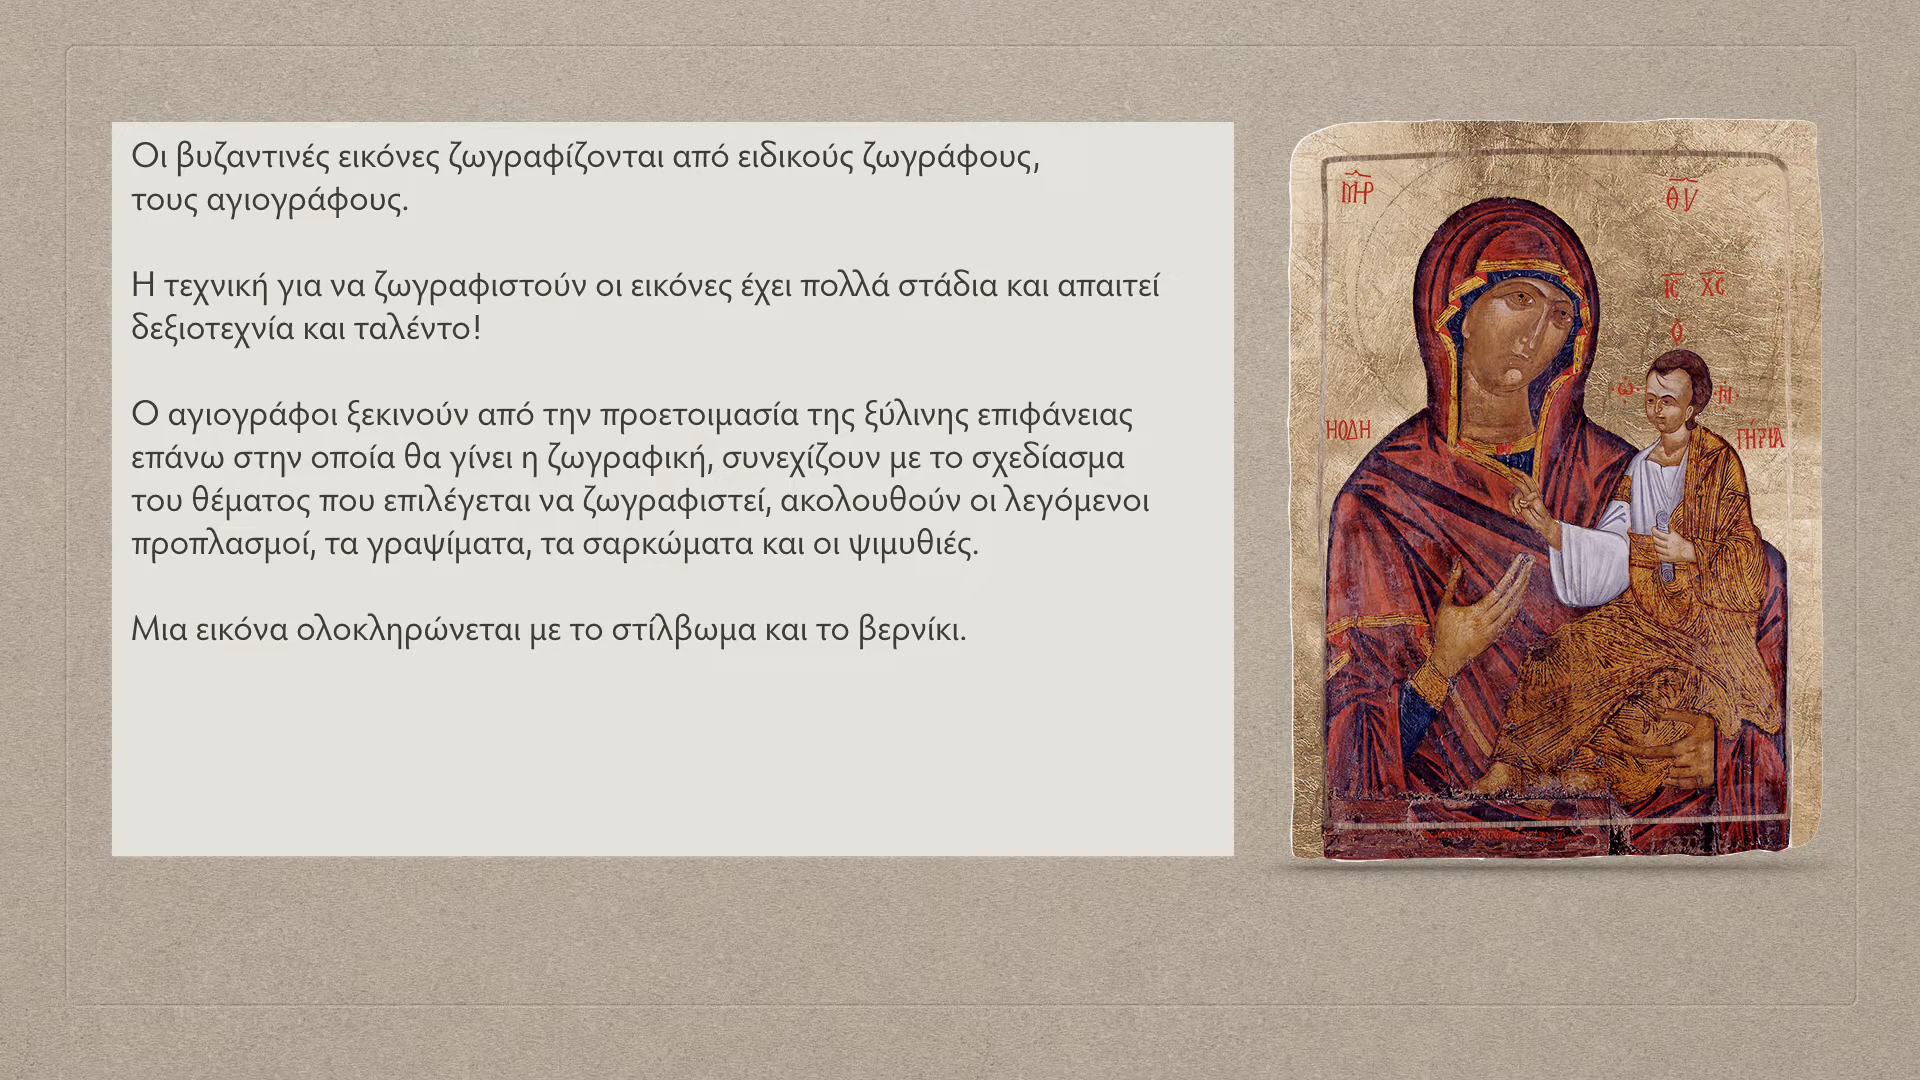 Οι βυζαντινές εικόνες ζωγραφίζονται από ειδικούς ζωγράφους,
τους αγιογράφους.
Η τεχνική για να ζωγραφιστούν οι εικόνες έχει πολλά στάδια και απαιτεί
δεξιοτεχνία και ταλέντο!
Ο αγιογράφοι ξεκινούν από την προετοιμασία της ξύλινης επιφάνειας
επάνω στην οποία θα γίνει η ζωγραφική, συνεχίζουν με το σχεδίασμα
του θέματος που επιλέγεται να ζωγραφιστεί, ακολουθούν οι λεγόμενοι
προπλασμοί, τα γραψίματα, τα σαρκώματα και οι ψιμυθιές.
Μια εικόνα ολοκληρώνεται με το στίλβωμα και το βερνίκι.
ΜΗΡ ΘΥ
ΙC ΧC
Ο
ω Ν
ΗΟΔΗ ΓΗΤΡΙΑ